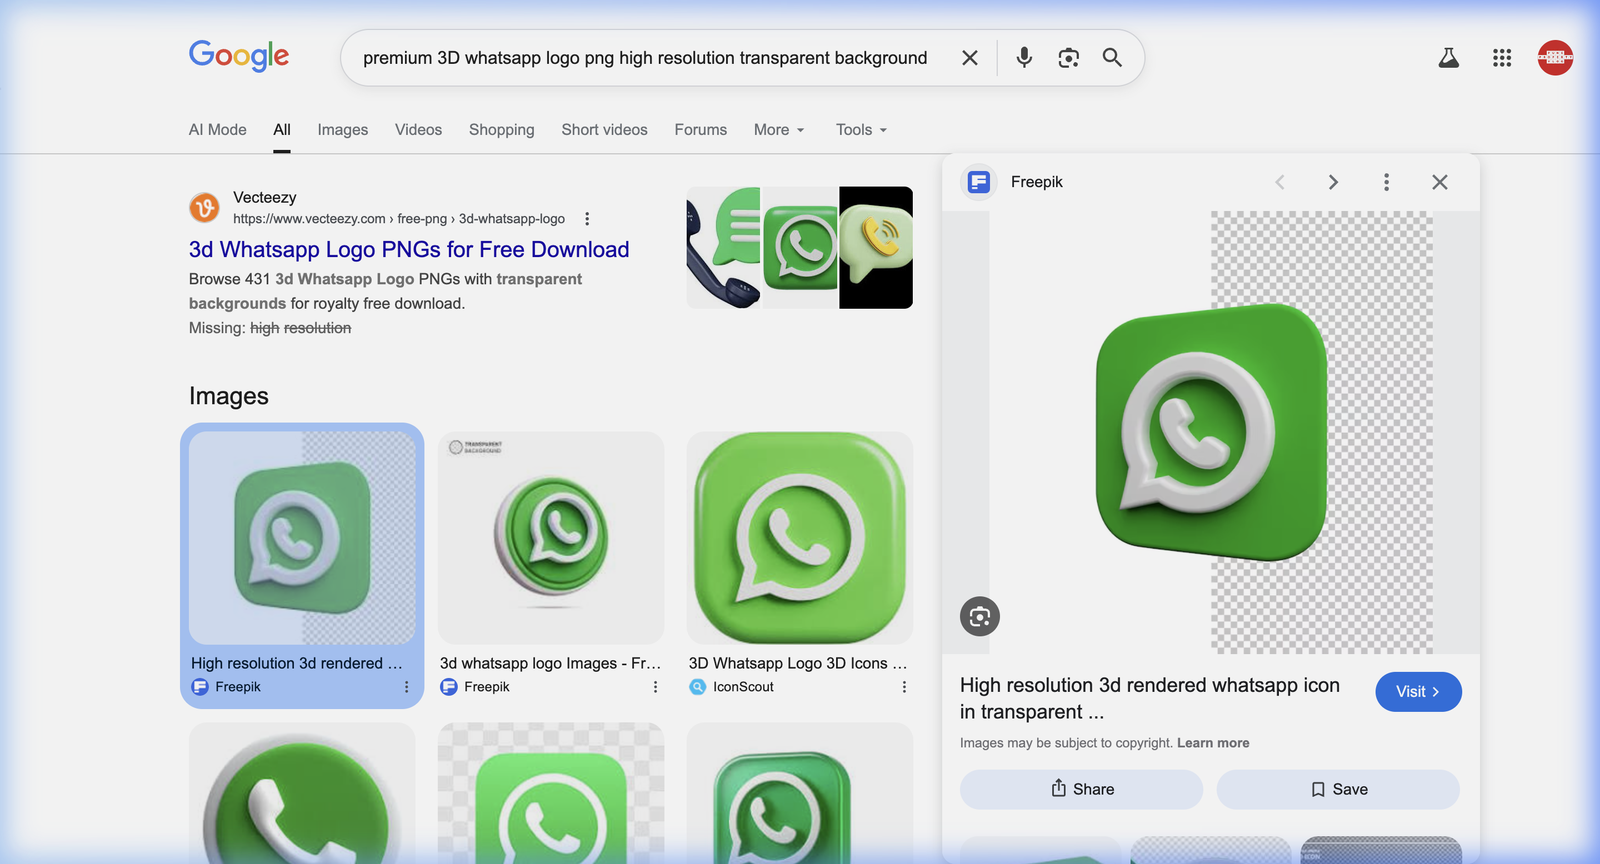 Google
premium 3D whatsapp logo png high resolution transparent background
AI Mode
All
Images
Videos
Shopping
Short videos
Forums
More
Tools
Vecteezy
https://www.vecteezy.com › free-png › 3d-whatsapp-logo
3d Whatsapp Logo PNGs for Free Download
Browse 431 3d Whatsapp Logo PNGs with transparent
backgrounds for royalty free download.
Missing: high resolution
Images
High resolution 3d rendered ...
Freepik
TRANSPARENT
BACKGROUND
3d whatsapp logo Images - Fr...
Freepik
3D Whatsapp Logo 3D Icons ...
IconScout
Freepik
High resolution 3d rendered whatsapp icon
in transparent ...
Visit
Images may be subject to copyright. Learn more
Share
Save